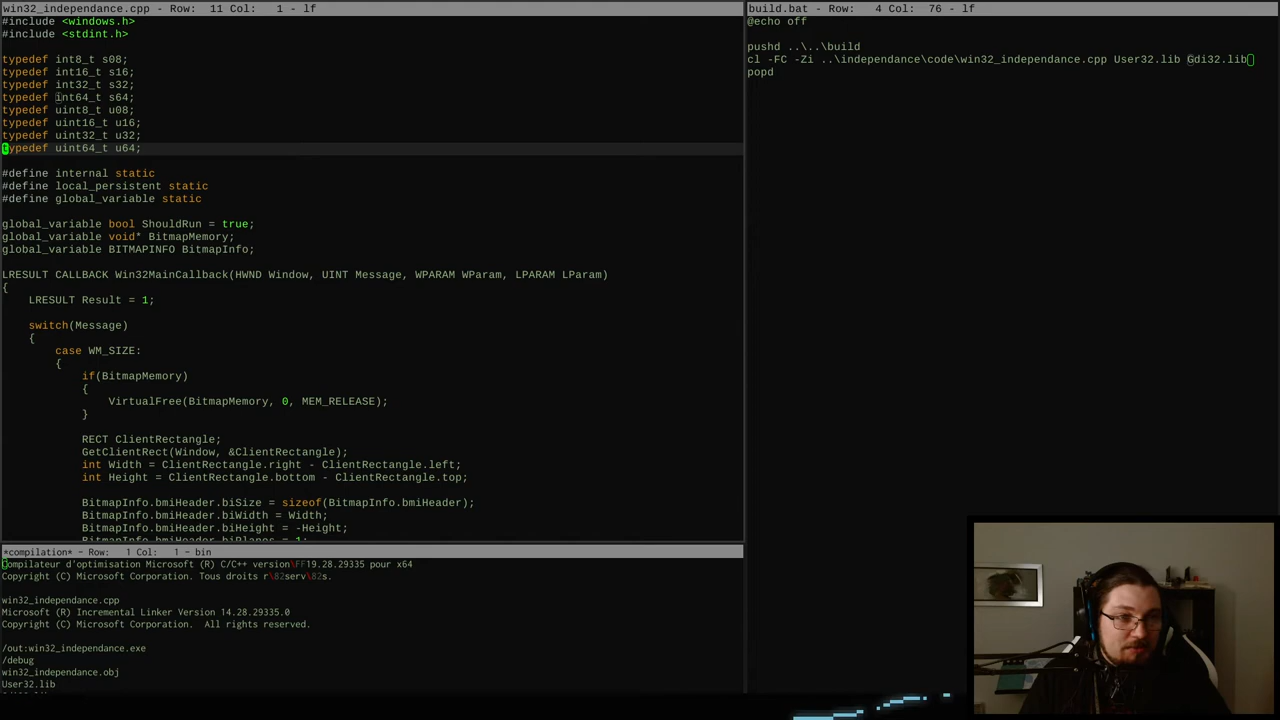 win32_independance.cpp - Row:  11 Col:   1 - lf
#include <windows.h>
#include <stdint.h>
typedef int8_t s08;
typedef int16_t s16;
typedef int32_t s32;
typedef int64_t s64;
typedef uint8_t u08;
typedef uint16_t u16;
typedef uint32_t u32;
typedef uint64_t u64;
#define internal static
#define local_persistent static
#define global_variable static
global_variable bool ShouldRun = true;
global_variable void* BitmapMemory;
global_variable BITMAPINFO BitmapInfo;
LRESULT CALLBACK Win32MainCallback(HWND Window, UINT Message, WPARAM WParam, LPARAM LParam)
{
    LRESULT Result = 1;
    switch(Message)
    {
        case WM_SIZE:
        {
            if(BitmapMemory)
            {
                VirtualFree(BitmapMemory, 0, MEM_RELEASE);
            }
            RECT ClientRectangle;
            GetClientRect(Window, &ClientRectangle);
            int Width = ClientRectangle.right - ClientRectangle.left;
            int Height = ClientRectangle.bottom - ClientRectangle.top;
            BitmapInfo.bmiHeader.biSize = sizeof(BitmapInfo.bmiHeader);
            BitmapInfo.bmiHeader.biWidth = Width;
            BitmapInfo.bmiHeader.biHeight = -Height;
            BitmapInfo.bmiHeader.biPlanes = 1;
*compilation* - Row:   1 Col:   1 - bin
Compilateur d'optimisation Microsoft (R) C/C++ version\FF19.28.29335 pour x64
Copyright (C) Microsoft Corporation. Tous droits r\82serv\82s.
win32_independance.cpp
Microsoft (R) Incremental Linker Version 14.28.29335.0
Copyright (C) Microsoft Corporation.  All rights reserved.
/out:win32_independance.exe
/debug
win32_independance.obj
User32.lib
build.bat - Row:   4 Col:  76 - lf
@echo off
pushd ..\..\build
cl -FC -Zi ..\independance\code\win32_independance.cpp User32.lib Gdi32.lib
popd